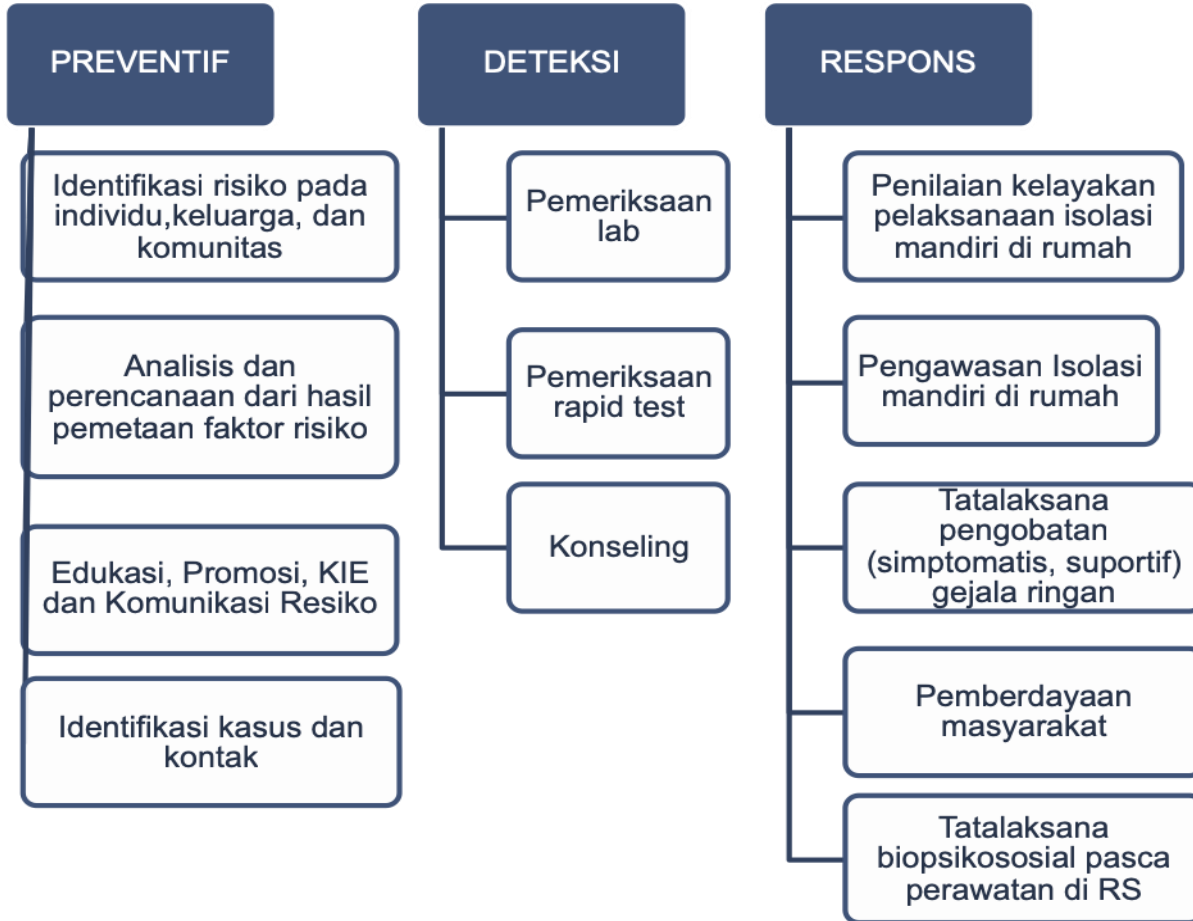 PREVENTIF
Identifikasi risiko pada
individu,keluarga, dan
komunitas
Analisis dan
perencanaan dari hasil
pemetaan faktor risiko
Edukasi, Promosi, KIE
dan Komunikasi Resiko
Identifikasi kasus dan
kontak
DETEKSI
Pemeriksaan
lab
Pemeriksaan
rapid test
Konseling
RESPONS
Penilaian kelayakan
pelaksanaan isolasi
mandiri di rumah
Pengawasan Isolasi
mandiri di rumah
Tatalaksana
pengobatan
(simptomatis, suportif)
gejala ringan
Pemberdayaan
masyarakat
Tatalaksana
biopsikososial pasca
perawatan di RS